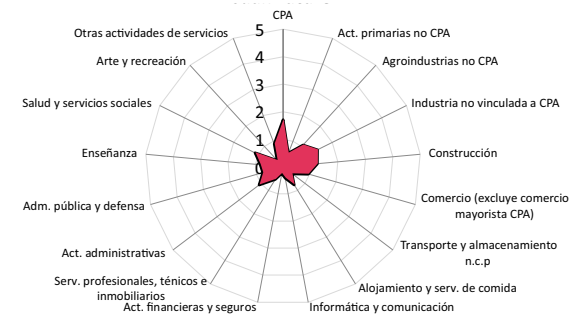 CPA
Otras actividades de servicios
Act. primarias no CPA
Arte y recreación
Agroindustrias no CPA
Salud y servicios sociales
Industria no vinculada a CPA
Enseñanza
Construcción
Adm. pública y defensa
Comercio (excluye comercio
mayorista CPA)
Act. administrativas
Transporte y almacenamiento
n.c.p
Serv. profesionales, ténicos e
inmobiliarios
Alojamiento y serv. de comida
Act. financieras y seguros
Informática y comunicación
5
4
3
2
1
0